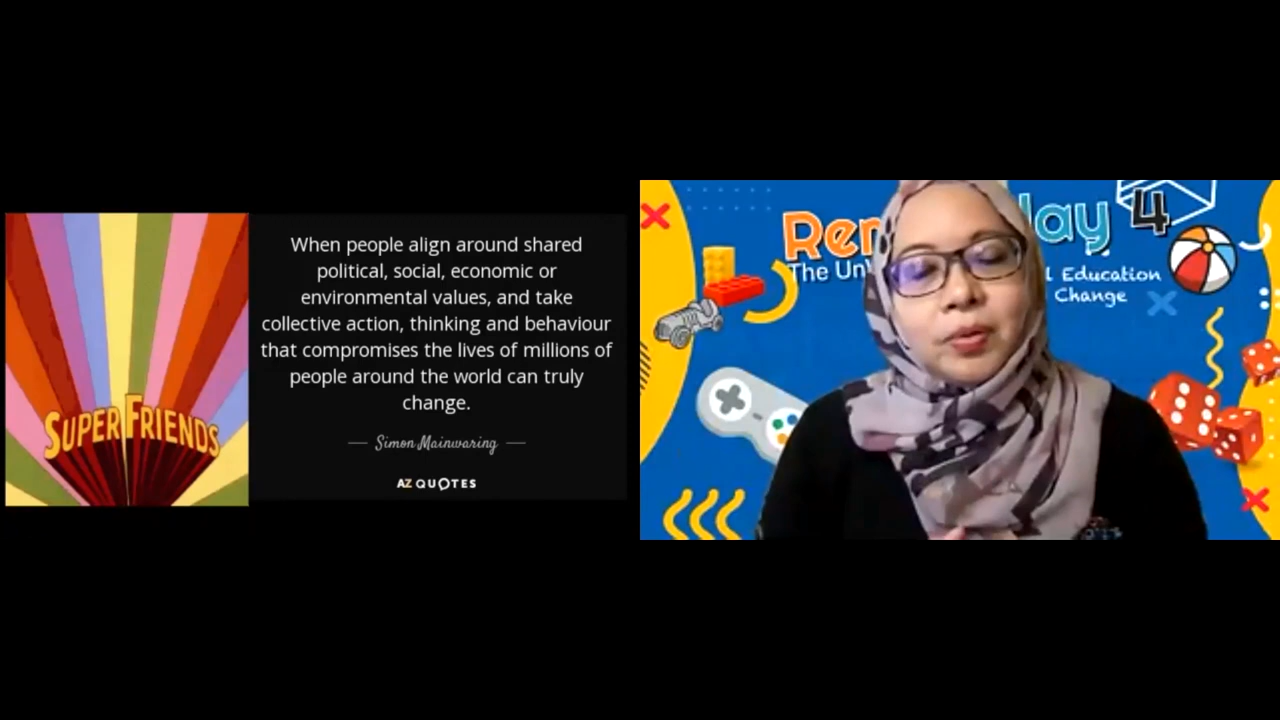 SUPER FRIENDS
When people align around shared
political, social, economic or
environmental values, and take
collective action, thinking and behaviour
that compromises the lives of millions of
people around the world can truly
change.
Simon Mainwaring
AZ QUOTES
4
The
Education
Change